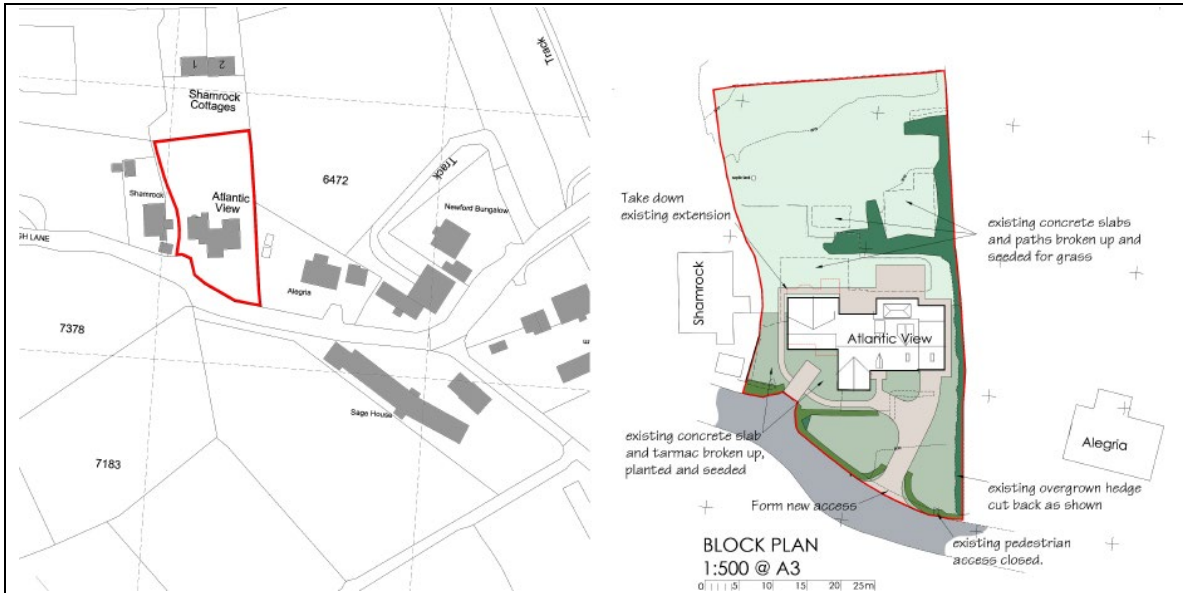 Track
1 2
Shamrock
Cottages
Track
6472
Shamrock
Atlantic
View
Newford Bungalow
GH LANE
Alegria
7378
Sage House
7183
Take down
existing extension
existing concrete slabs
and paths broken up and
seeded for grass
Shamrock
Atlantic View
Alegria
existing concrete slab
and tarmac broken up,
planted and seeded
Form new access
existing overgrown hedge
cut back as shown
existing pedestrian
access closed.
BLOCK PLAN
1:500 @ A3
0 5 10 15 20 25m